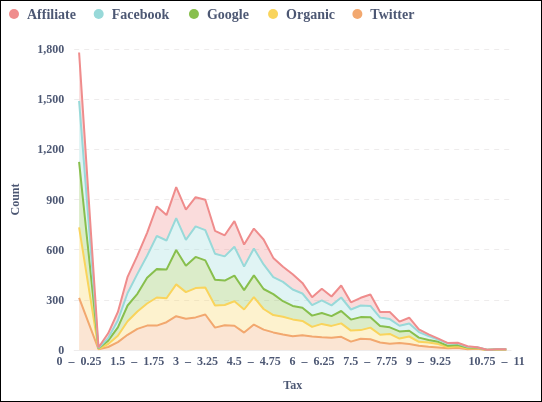 Affiliate Facebook Google Organic Twitter
1,800
1,500
1,200
900
600
300
0
Count
0 – 0.25 1.5 – 1.75 3 – 3.25 4.5 – 4.75 6 – 6.25 7.5 – 7.75 9 – 9.25 10.75 – 11
Tax